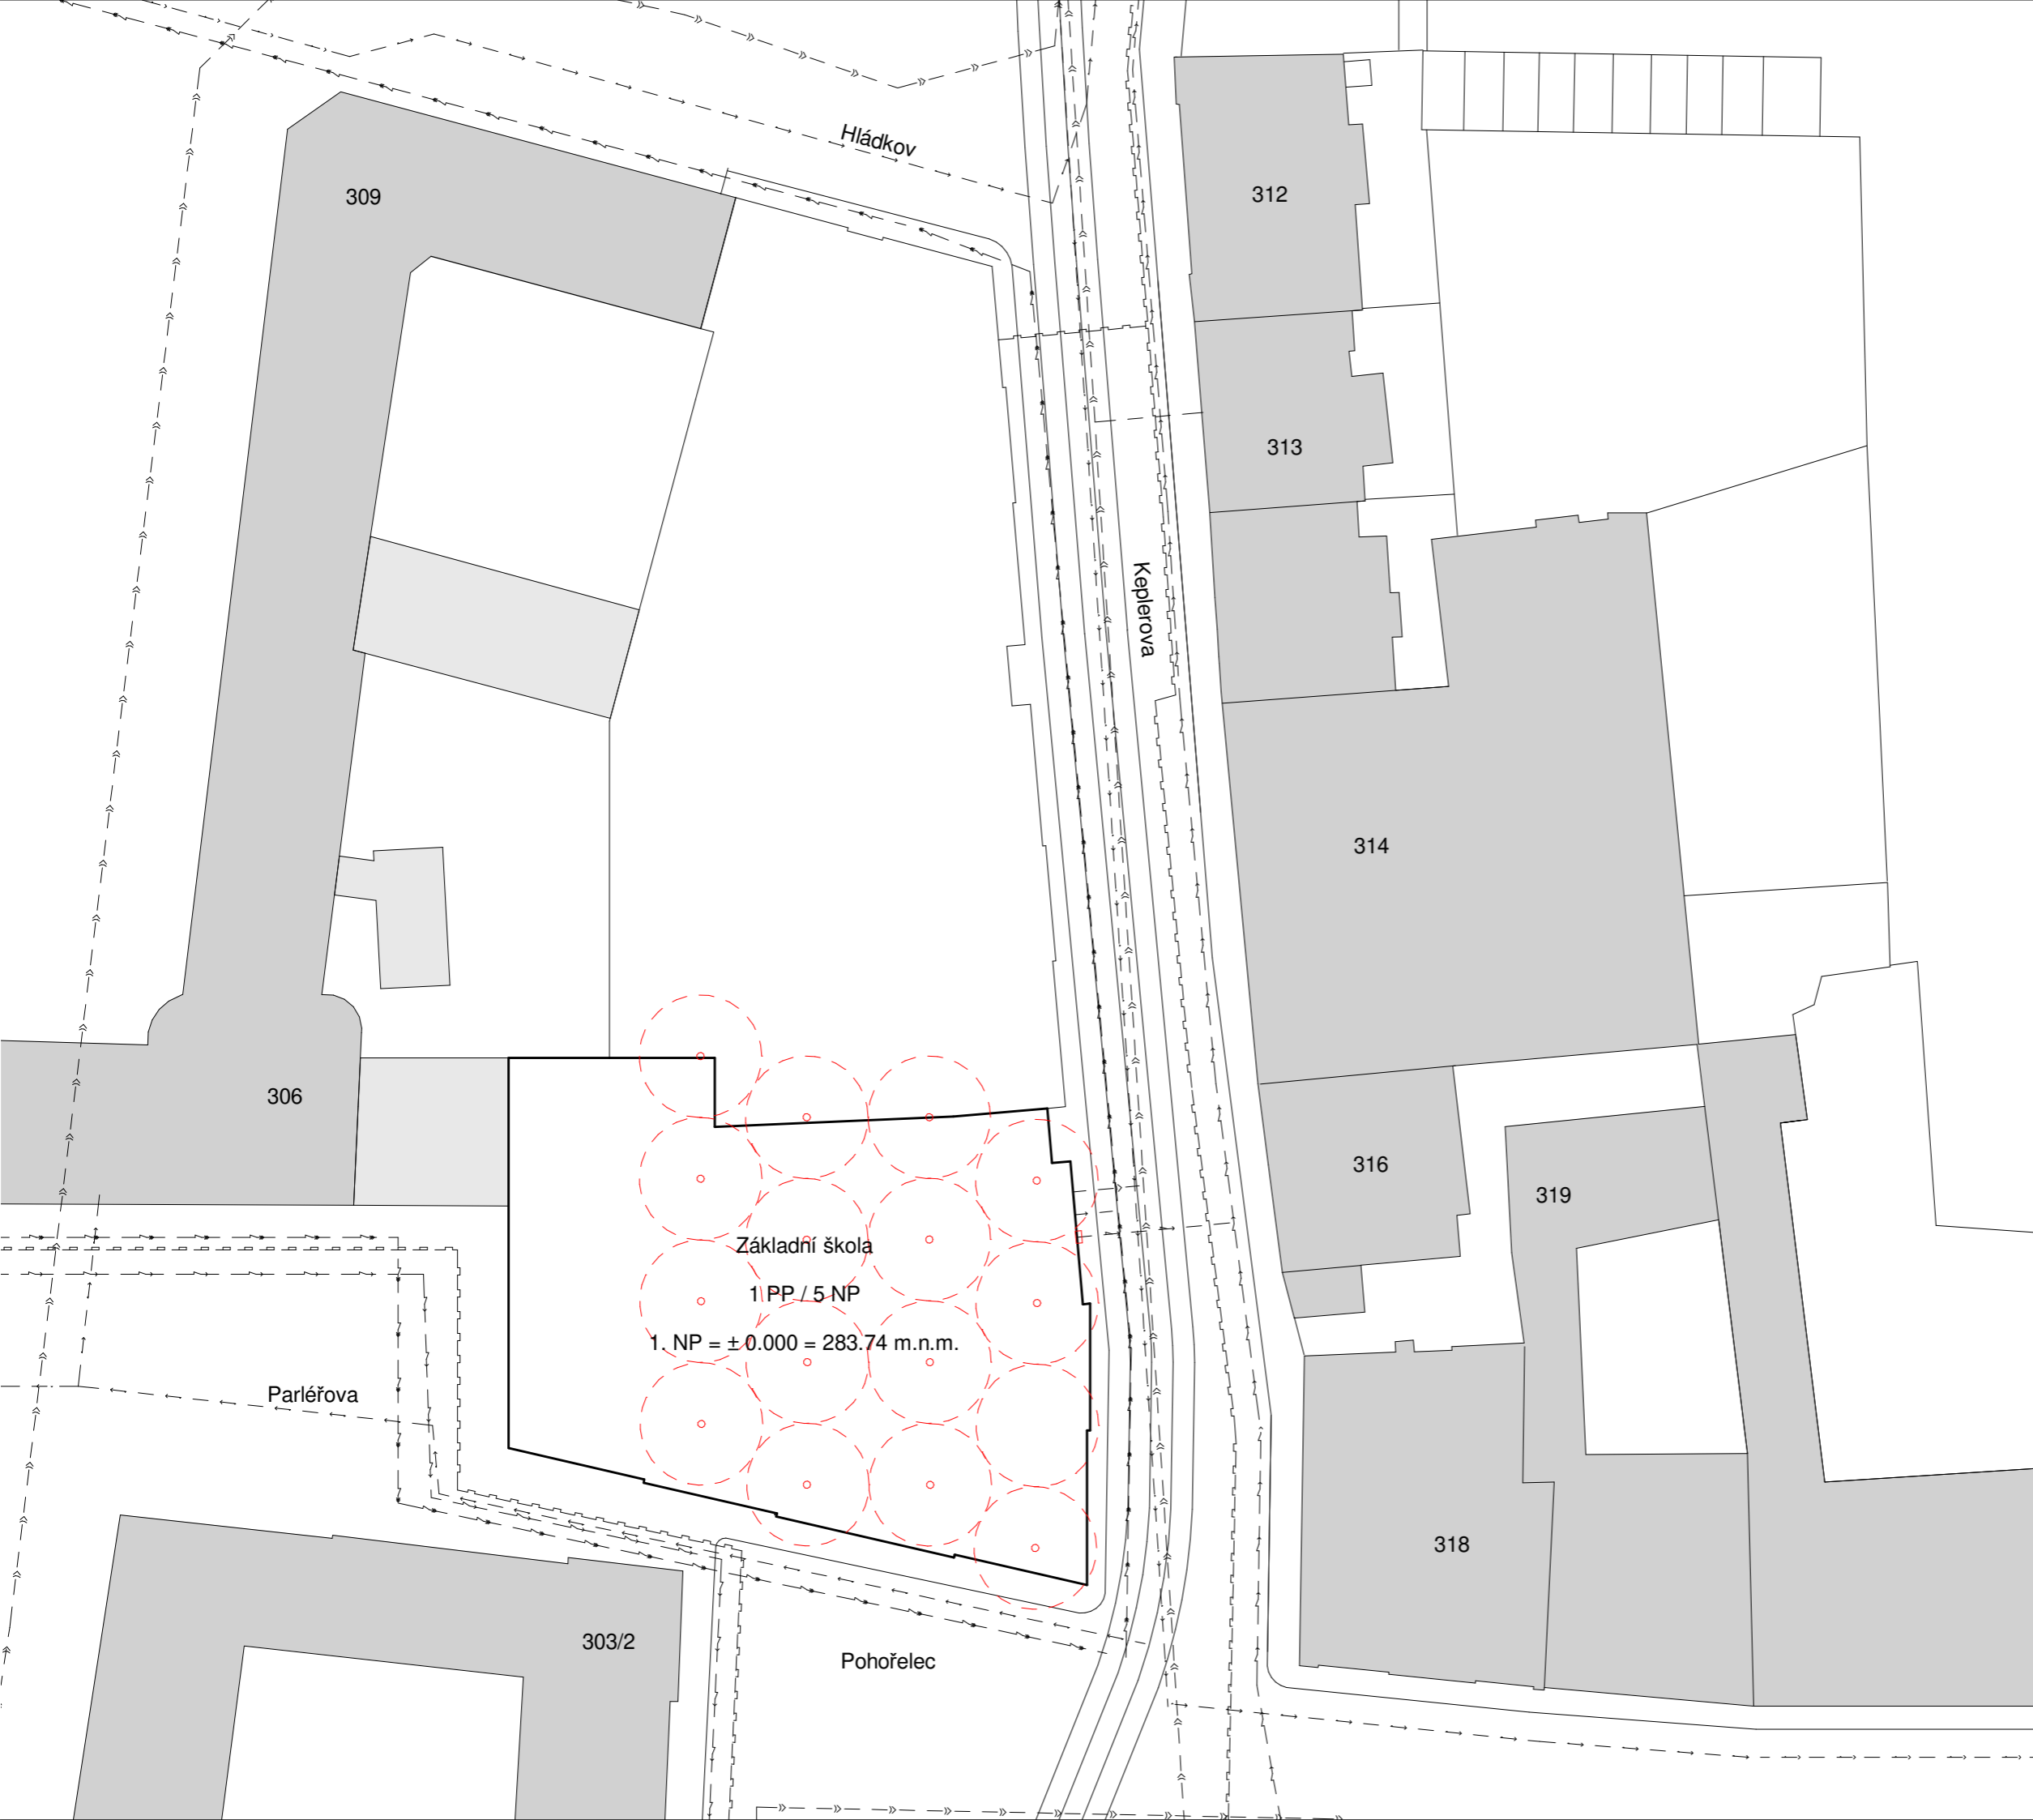 Hládkov
309
312
313
Keplerova
314
306
316
319
Základní škola
1 PP / 5 NP
1. NP = ± 0.000 = 283.74 m.n.m.
Parléřova
318
303/2
Pohořelec